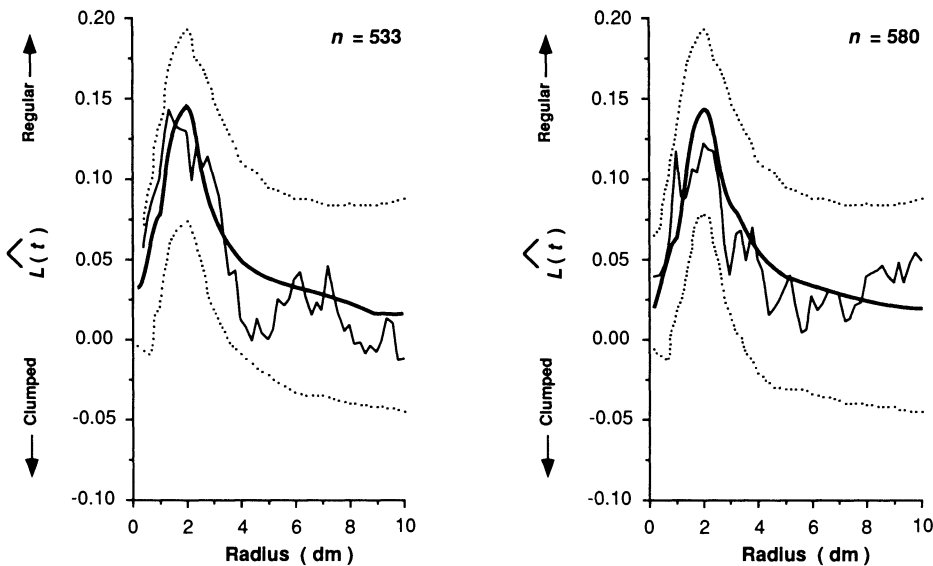 n = 533
0.20
0.15
0.10
0.05
0.00
-0.05
-0.10
Regular
Clumped
L̂(t)
0 2 4 6 8 10
Radius ( dm )
n = 580
0.20
0.15
0.10
0.05
0.00
-0.05
-0.10
Regular
Clumped
L̂(t)
0 2 4 6 8 10
Radius ( dm )